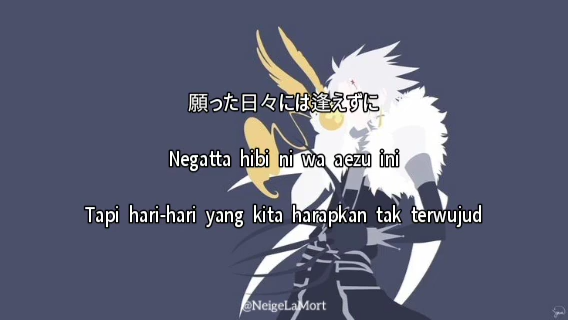 願った日々には逢えずに
Negatta hibi ni wa aezu ini
Tapi hari-hari yang kita harapkan tak terwujud
@NeigeLaMort